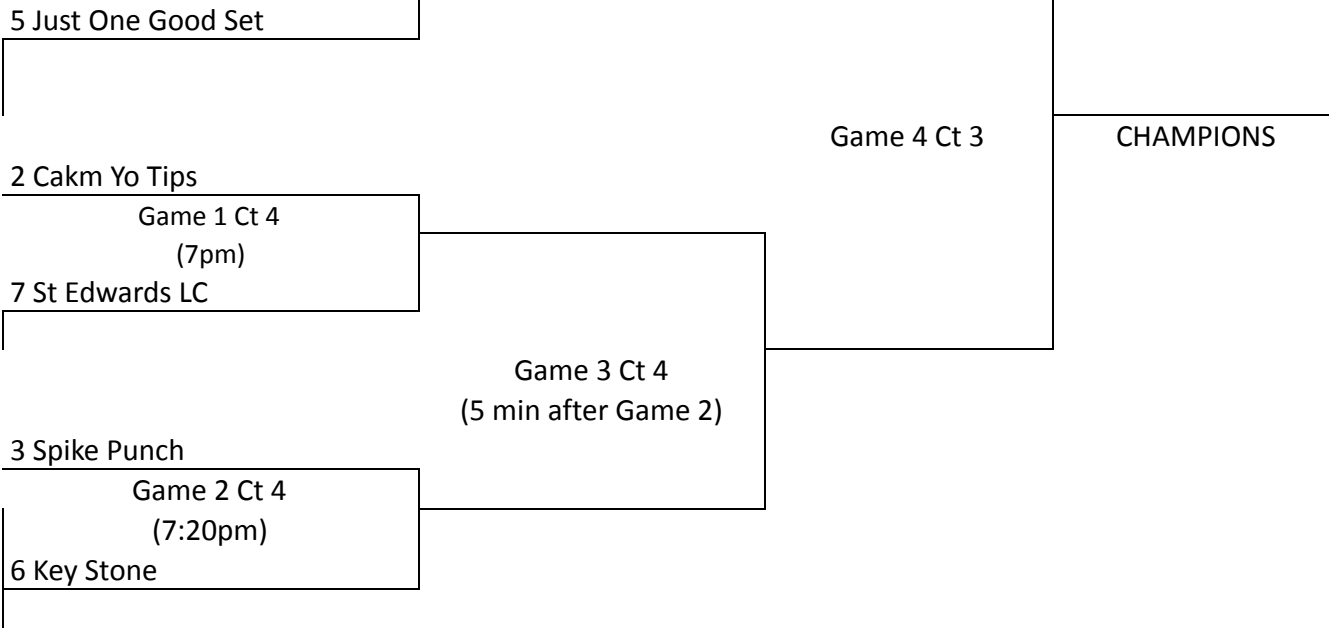 5 Just One Good Set
Game 4 Ct 3
CHAMPIONS
2 Cakm Yo Tips
Game 1 Ct 4
(7pm)
7 St Edwards LC
Game 3 Ct 4
(5 min after Game 2)
3 Spike Punch
Game 2 Ct 4
(7:20pm)
6 Key Stone